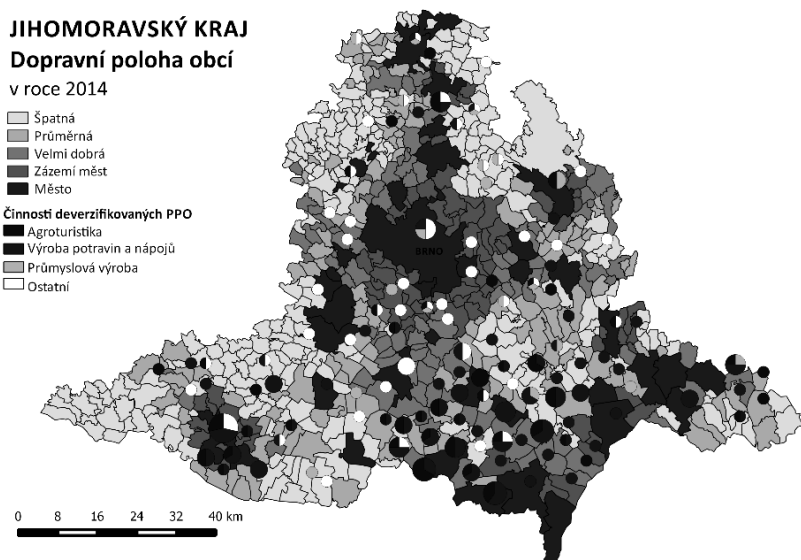 JIHOMORAVSKÝ KRAJ
Dopravní poloha obcí
v roce 2014
Špatná
Průměrná
Velmi dobrá
Zázemí měst
Město
Činnosti deverzifikovaných PPO
Agroturistika
Výroba potravin a nápojů
Průmyslová výroba
Ostatní
BRNO
0 8 16 24 32 40 km